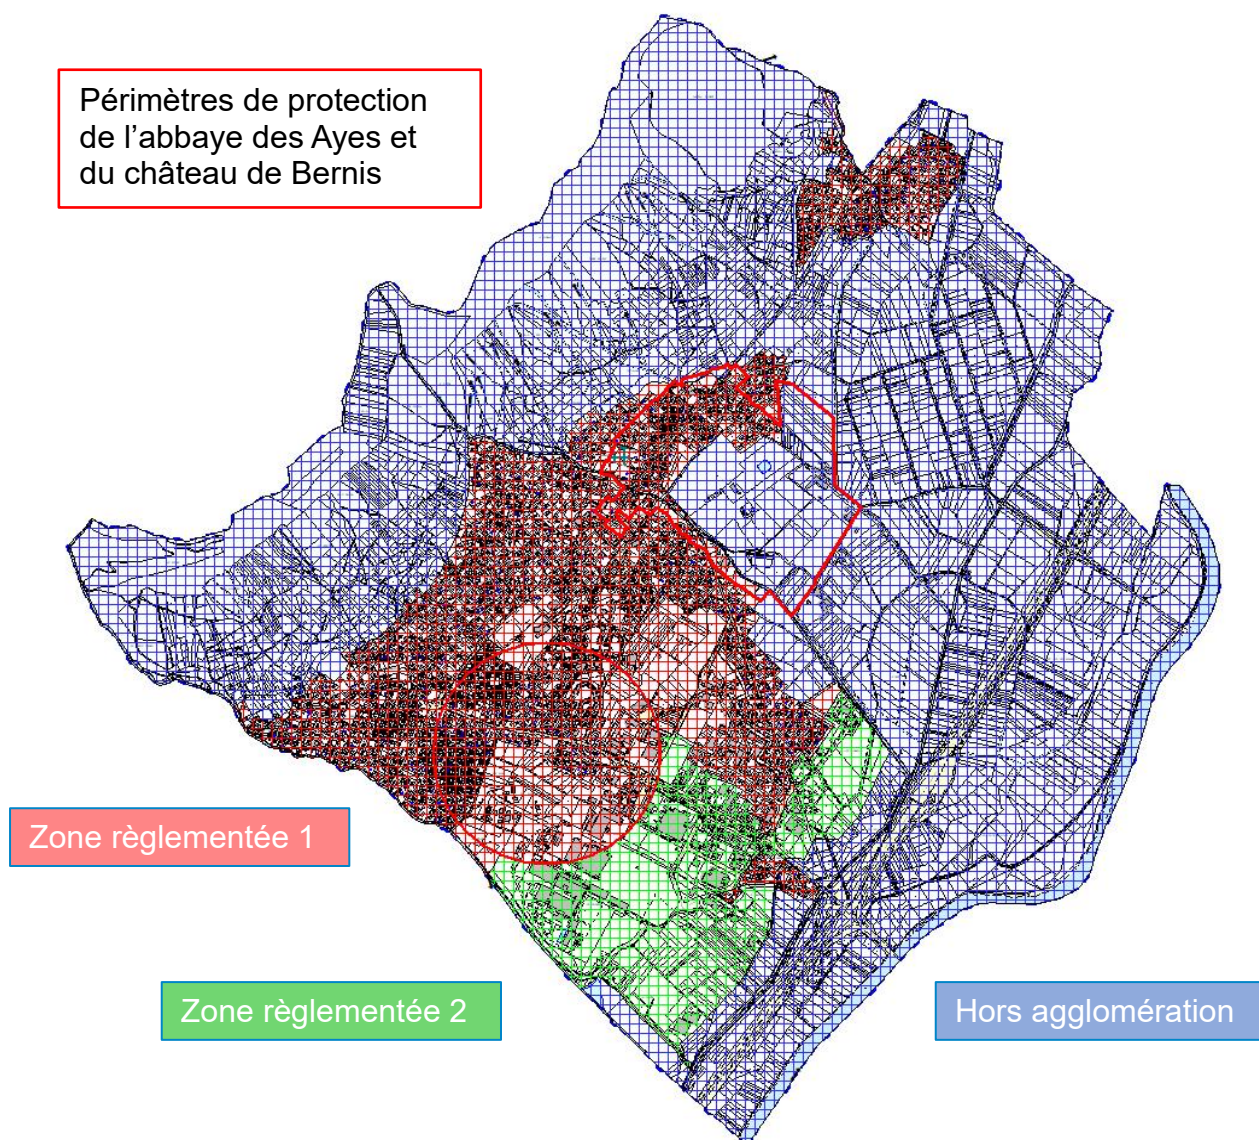 Périmètres de protection
de l’abbaye des Ayes et
du château de Bernis
Zone règlementée 1
Zone règlementée 2
Hors agglomération